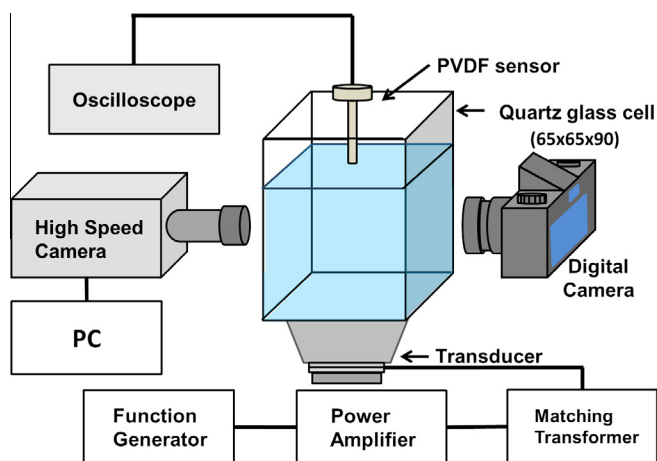 PVDF sensor
Oscilloscope
Quartz glass cell
(65x65x90)
High Speed
Camera
Digital
Camera
PC
Transducer
Function
Generator
Power
Amplifier
Matching
Transformer